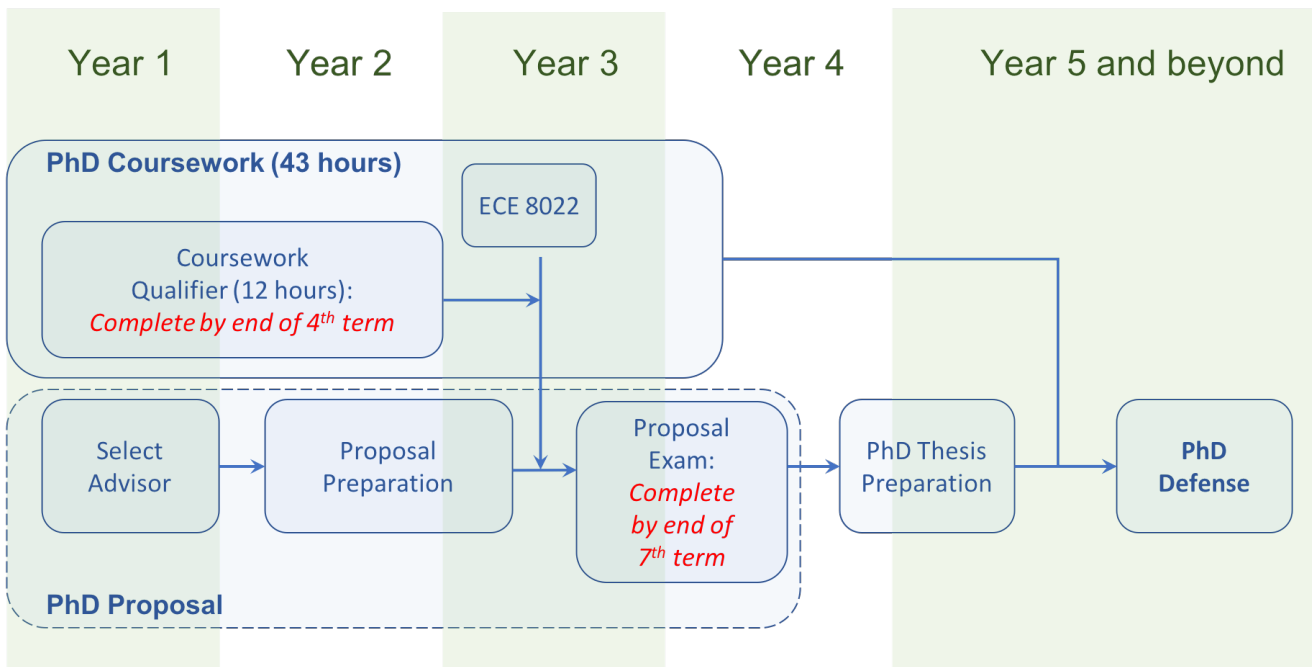 Year 1
Year 2
Year 3
Year 4
Year 5 and beyond
PhD Coursework (43 hours)
ECE 8022
Coursework
Qualifier (12 hours):
Complete by end of 4th term
Select
Advisor
Proposal
Preparation
Proposal
Exam:
Complete
by end of
7th term
PhD Thesis
Preparation
PhD
Defense
PhD Proposal